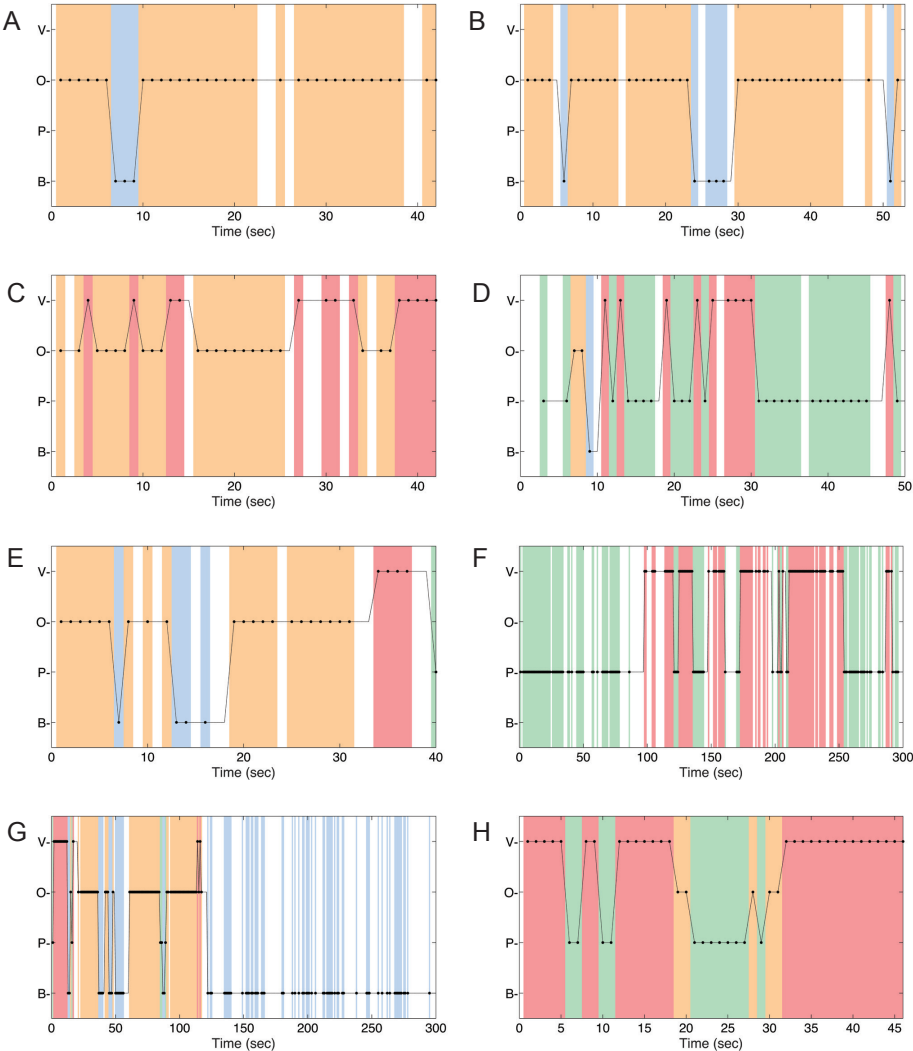 A
V-
O-
P-
B-
0 10 20 30 40
Time (sec)
B
V-
O-
P-
B-
0 10 20 30 40 50
Time (sec)
C
V-
O-
P-
B-
0 10 20 30 40
Time (sec)
D
V-
O-
P-
B-
0 10 20 30 40 50
Time (sec)
E
V-
O-
P-
B-
0 10 20 30 40
Time (sec)
F
V-
O-
P-
B-
0 50 100 150 200 250 300
Time (sec)
G
V-
O-
P-
B-
0 50 100 150 200 250 300
Time (sec)
H
V-
O-
P-
B-
0 5 10 15 20 25 30 35 40 45
Time (sec)